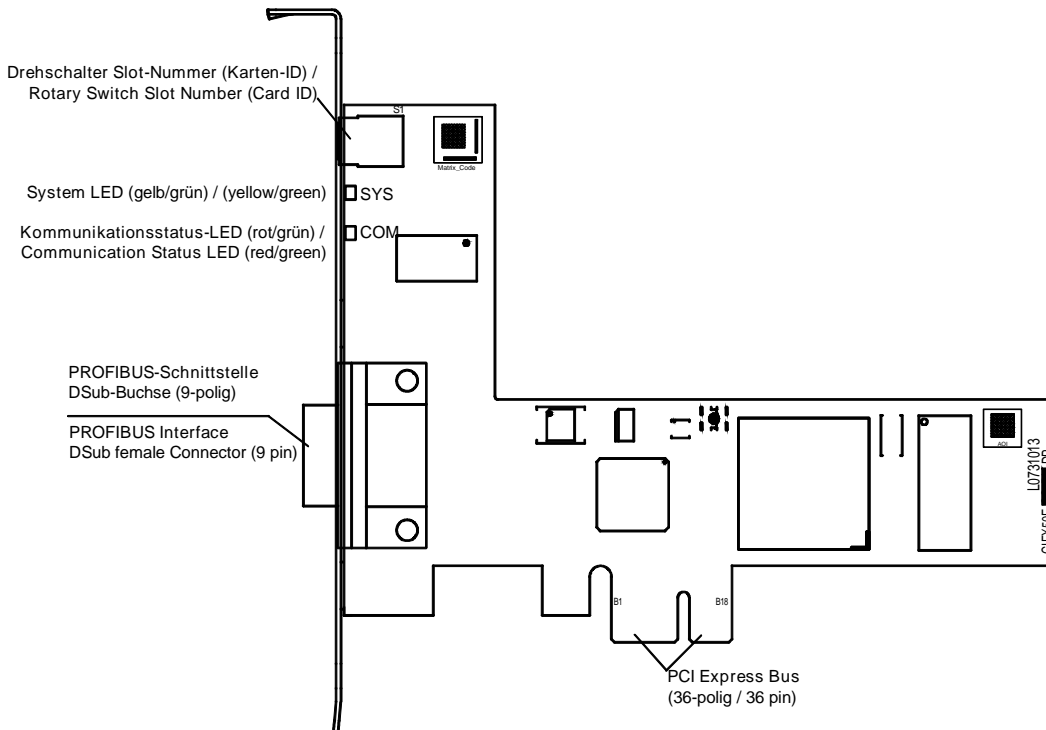 Drehschalter Slot-Nummer (Karten-ID) /
Rotary Switch Slot Number (Card ID)
S1
Matrix_Code
System LED (gelb/grün) / (yellow/green)
SYS
Kommunikationsstatus-LED (rot/grün) /
Communication Status LED (red/green)
COM
PROFIBUS-Schnittstelle
DSub-Buchse (9-polig)
PROFIBUS Interface
DSub female Connector (9 pin)
L0731013
B1
B18
PCI Express Bus
(36-polig / 36 pin)